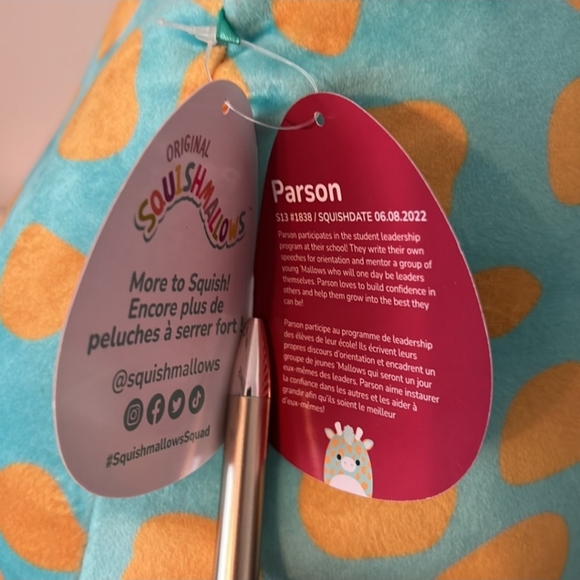 ORIGINAL
SQUISHMALLOWS
More to Squish!
Encore plus de
peluches à serrer fort
@squishmallows
#SquishmallowsSquad
Parson
S13 #1838 / SQUISHDATE 06.08.2022
Parson participates in the student leadership
program at their school! They write their own
speeches for orientation and mentor a group of
young 'Mallows who will one day be leaders
themselves. Parson loves to build confidence in
others and help them grow into the best they
can be!
Parson participe au programme de leadership
des élèves de leur école! Ils écrivent leurs
propres discours d'orientation et encadrent un
groupe de jeunes 'Mallows qui seront un jour
eux-mêmes des leaders. Parson aime instaurer
la confiance dans les autres et les aider à
grandir afin qu'ils soient le meilleur
d'eux-mêmes!